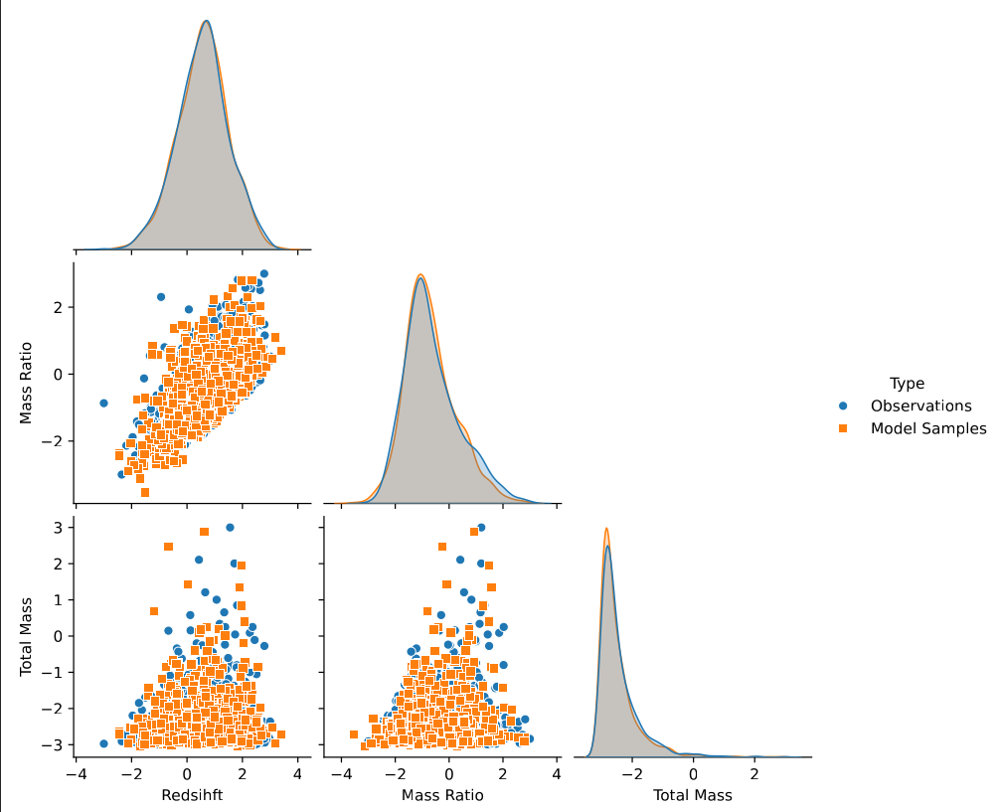 2
0
−2
Mass Ratio
Type
Observations
Model Samples
3
2
1
0
−1
−2
−3
Total Mass
−4 −2 0 2 4
−4 −2 0 2 4
−2 0 2
Redsihft
Mass Ratio
Total Mass